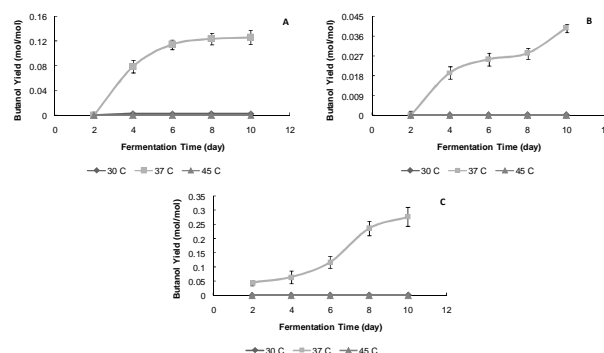 A
Butanol Yield (mol/mol)
0.16
0.12
0.08
0.04
0
0 2 4 6 8 10 12
Fermentation Time (day)
30 C 37 C 45 C
B
Butanol Yield (mol/mol)
0.045
0.036
0.027
0.018
0.009
0
0 2 4 6 8 10
Fermentation Time (day)
30 C 37 C 45 C
C
Butanol Yield (mol/mol)
0.35
0.3
0.25
0.2
0.15
0.1
0.05
0
0 2 4 6 8 10 12
Fermentation Time (day)
30 C 37 C 45 C